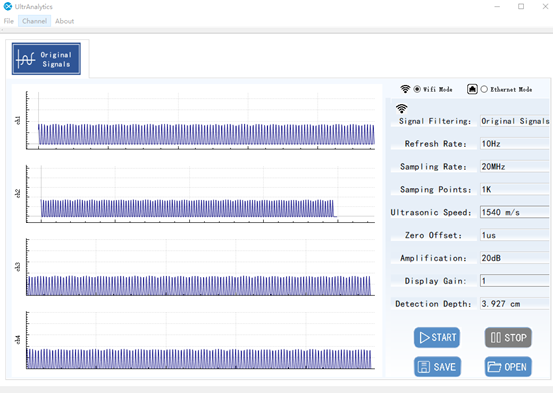 UltrAnalytics
File Channel About
Original
Signals
Wifi Mode Ethernet Mode
Signal Filtering: Original Signals
Refresh Rate: 10Hz
Sampling Rate: 20MHz
Samping Points: 1K
Ultrasonic Speed: 1540 m/s
Zero Offset: 1us
Amplification: 20dB
Display Gain: 1
Detection Depth: 3.927 cm
ch1
ch2
ch3
ch4
START STOP
SAVE OPEN